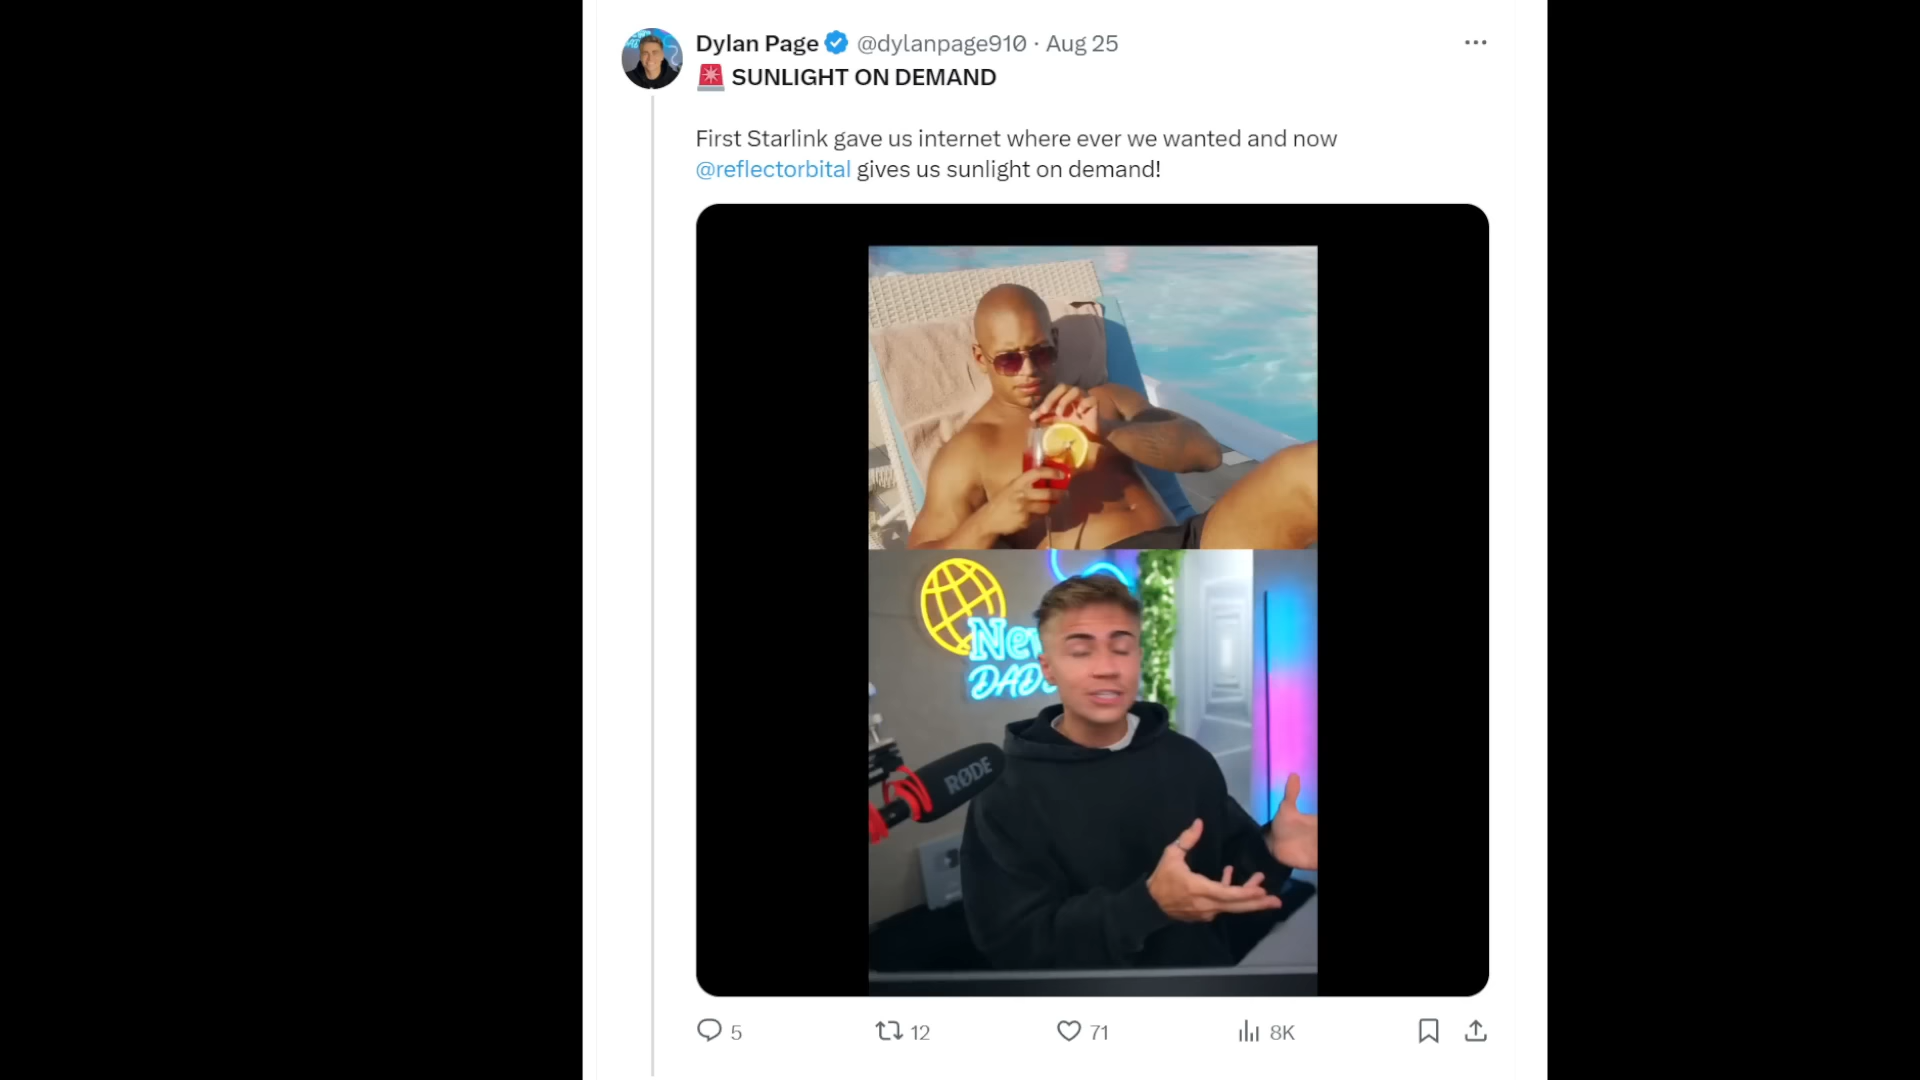 Dylan Page @dylanpage910 · Aug 25
🚨 SUNLIGHT ON DEMAND
First Starlink gave us internet where ever we wanted and now
@reflectorbital gives us sunlight on demand!
RØDE
5 12 71 8K